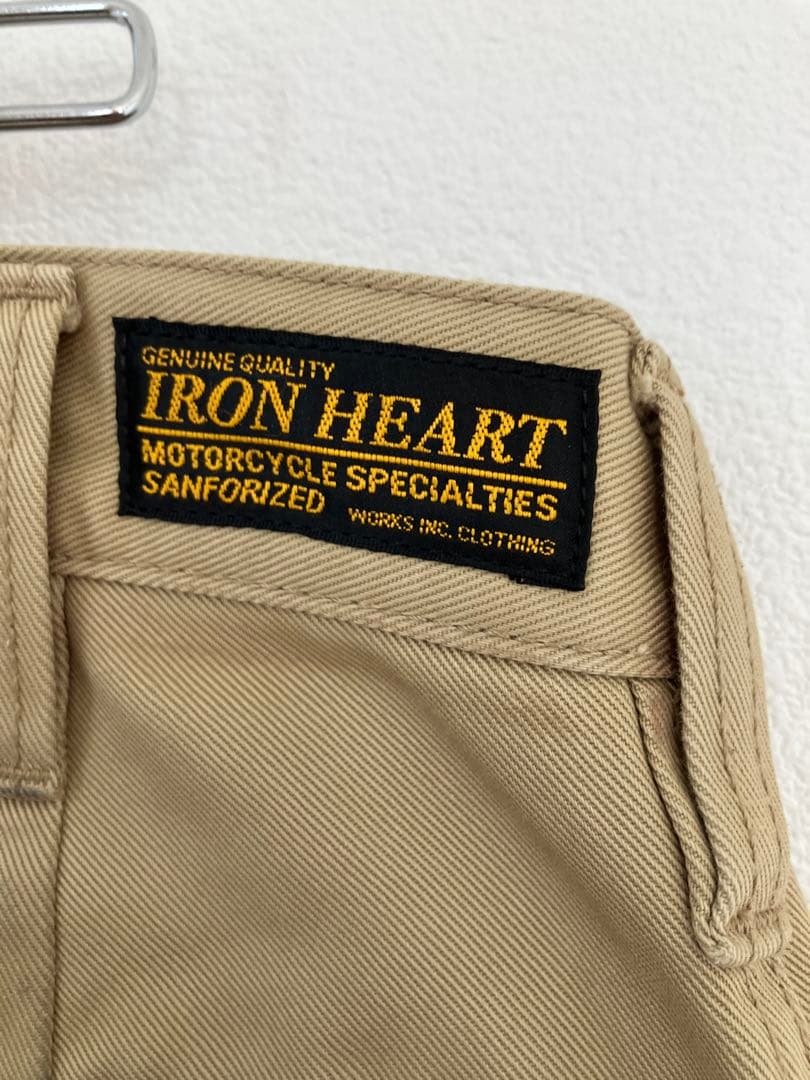 GENUINE QUALITY
IRON HEART
MOTORCYCLE SPECIALTIES
SANFORIZED WORKS INC. CLOTHING